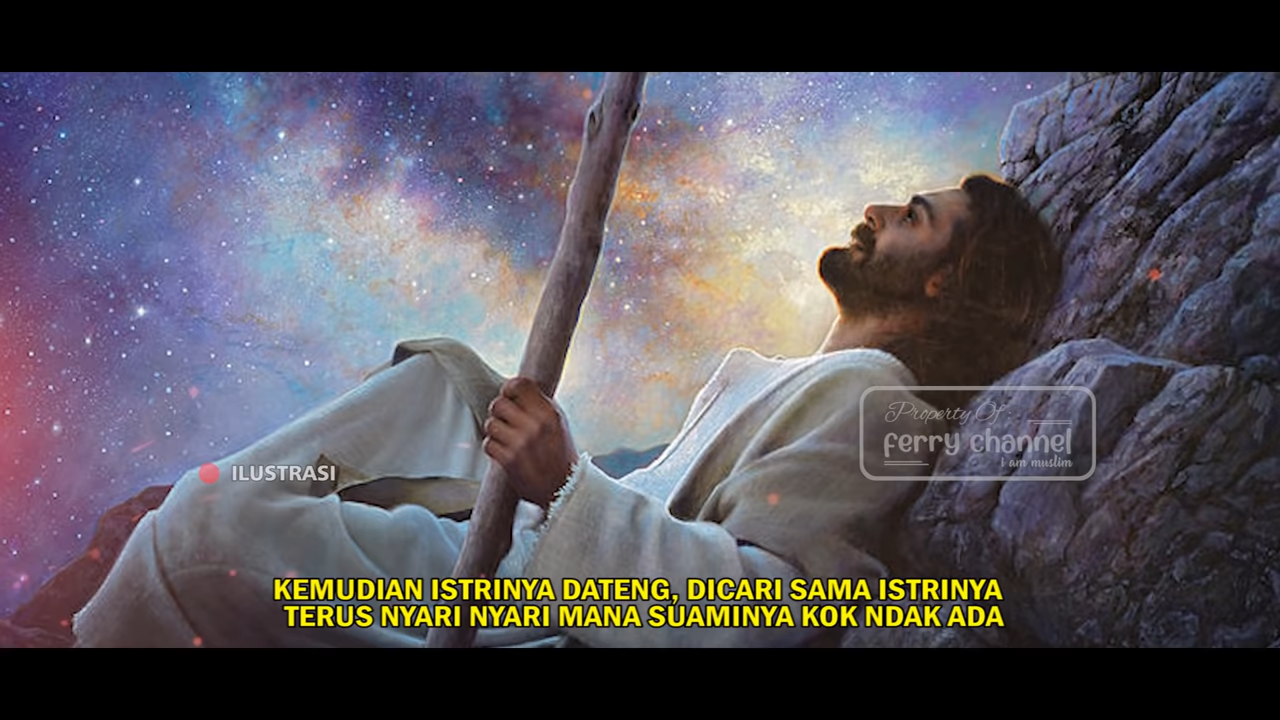 Property Of :
ferry channel
i am muslim
ILUSTRASI
KEMUDIAN ISTRINYA DATENG, DICARI SAMA ISTRINYA
TERUS NYARI NYARI MANA SUAMINYA KOK NDAK ADA